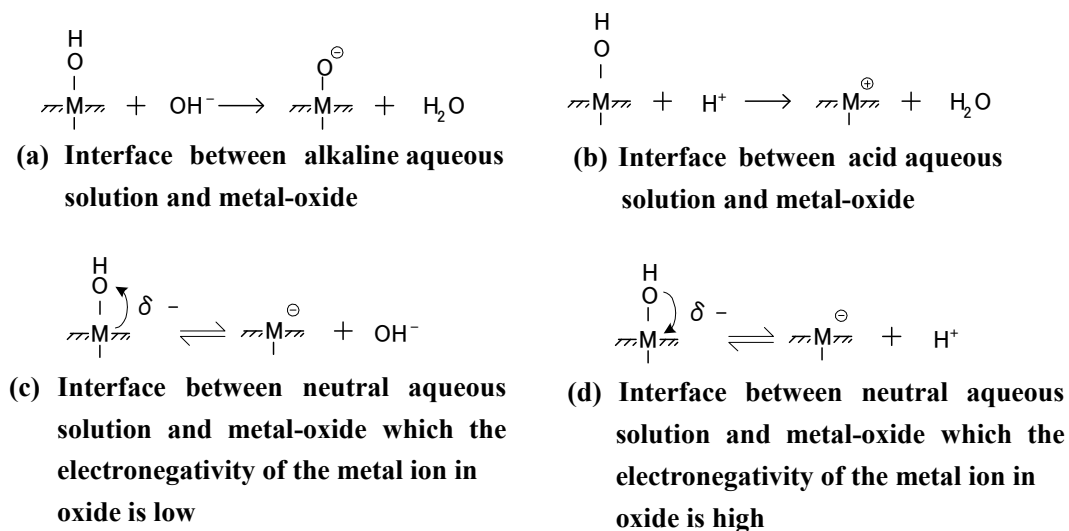 H
O
M + OH⁻ → O⊖ M + H₂O
(a) Interface between alkaline aqueous
solution and metal-oxide
H
O
M + H⁺ → M⊕ + H₂O
(b) Interface between acid aqueous
solution and metal-oxide
H
O δ −
M ⇌ M⊖ + OH⁻
(c) Interface between neutral aqueous
solution and metal-oxide which the
electronegativity of the metal ion in
oxide is low
H
O δ −
M ⇌ M⊖ + H⁺
(d) Interface between neutral aqueous
solution and metal-oxide which the
electronegativity of the metal ion in
oxide is high